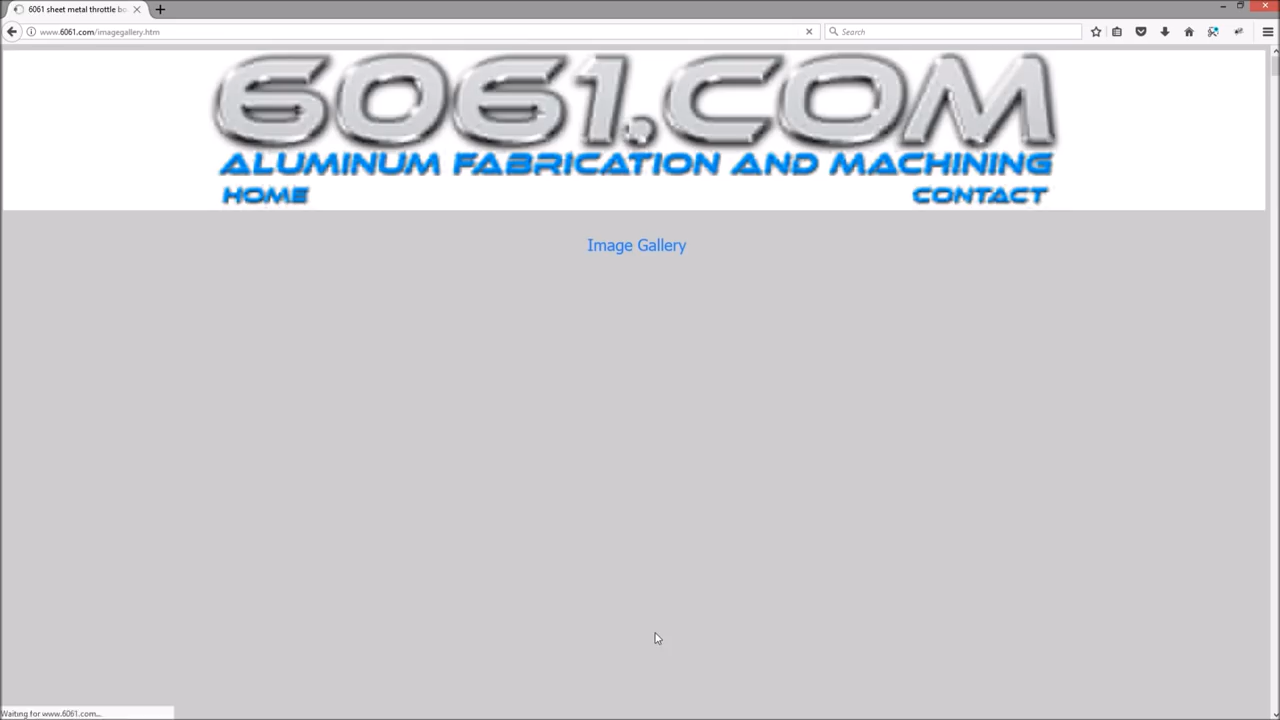 6061 sheet metal throttle bo
www.6061.com/imagegallery.htm
Search
6061.COM
ALUMINUM FABRICATION AND MACHINING
HOME
CONTACT
Image Gallery
Waiting for www.6061.com...